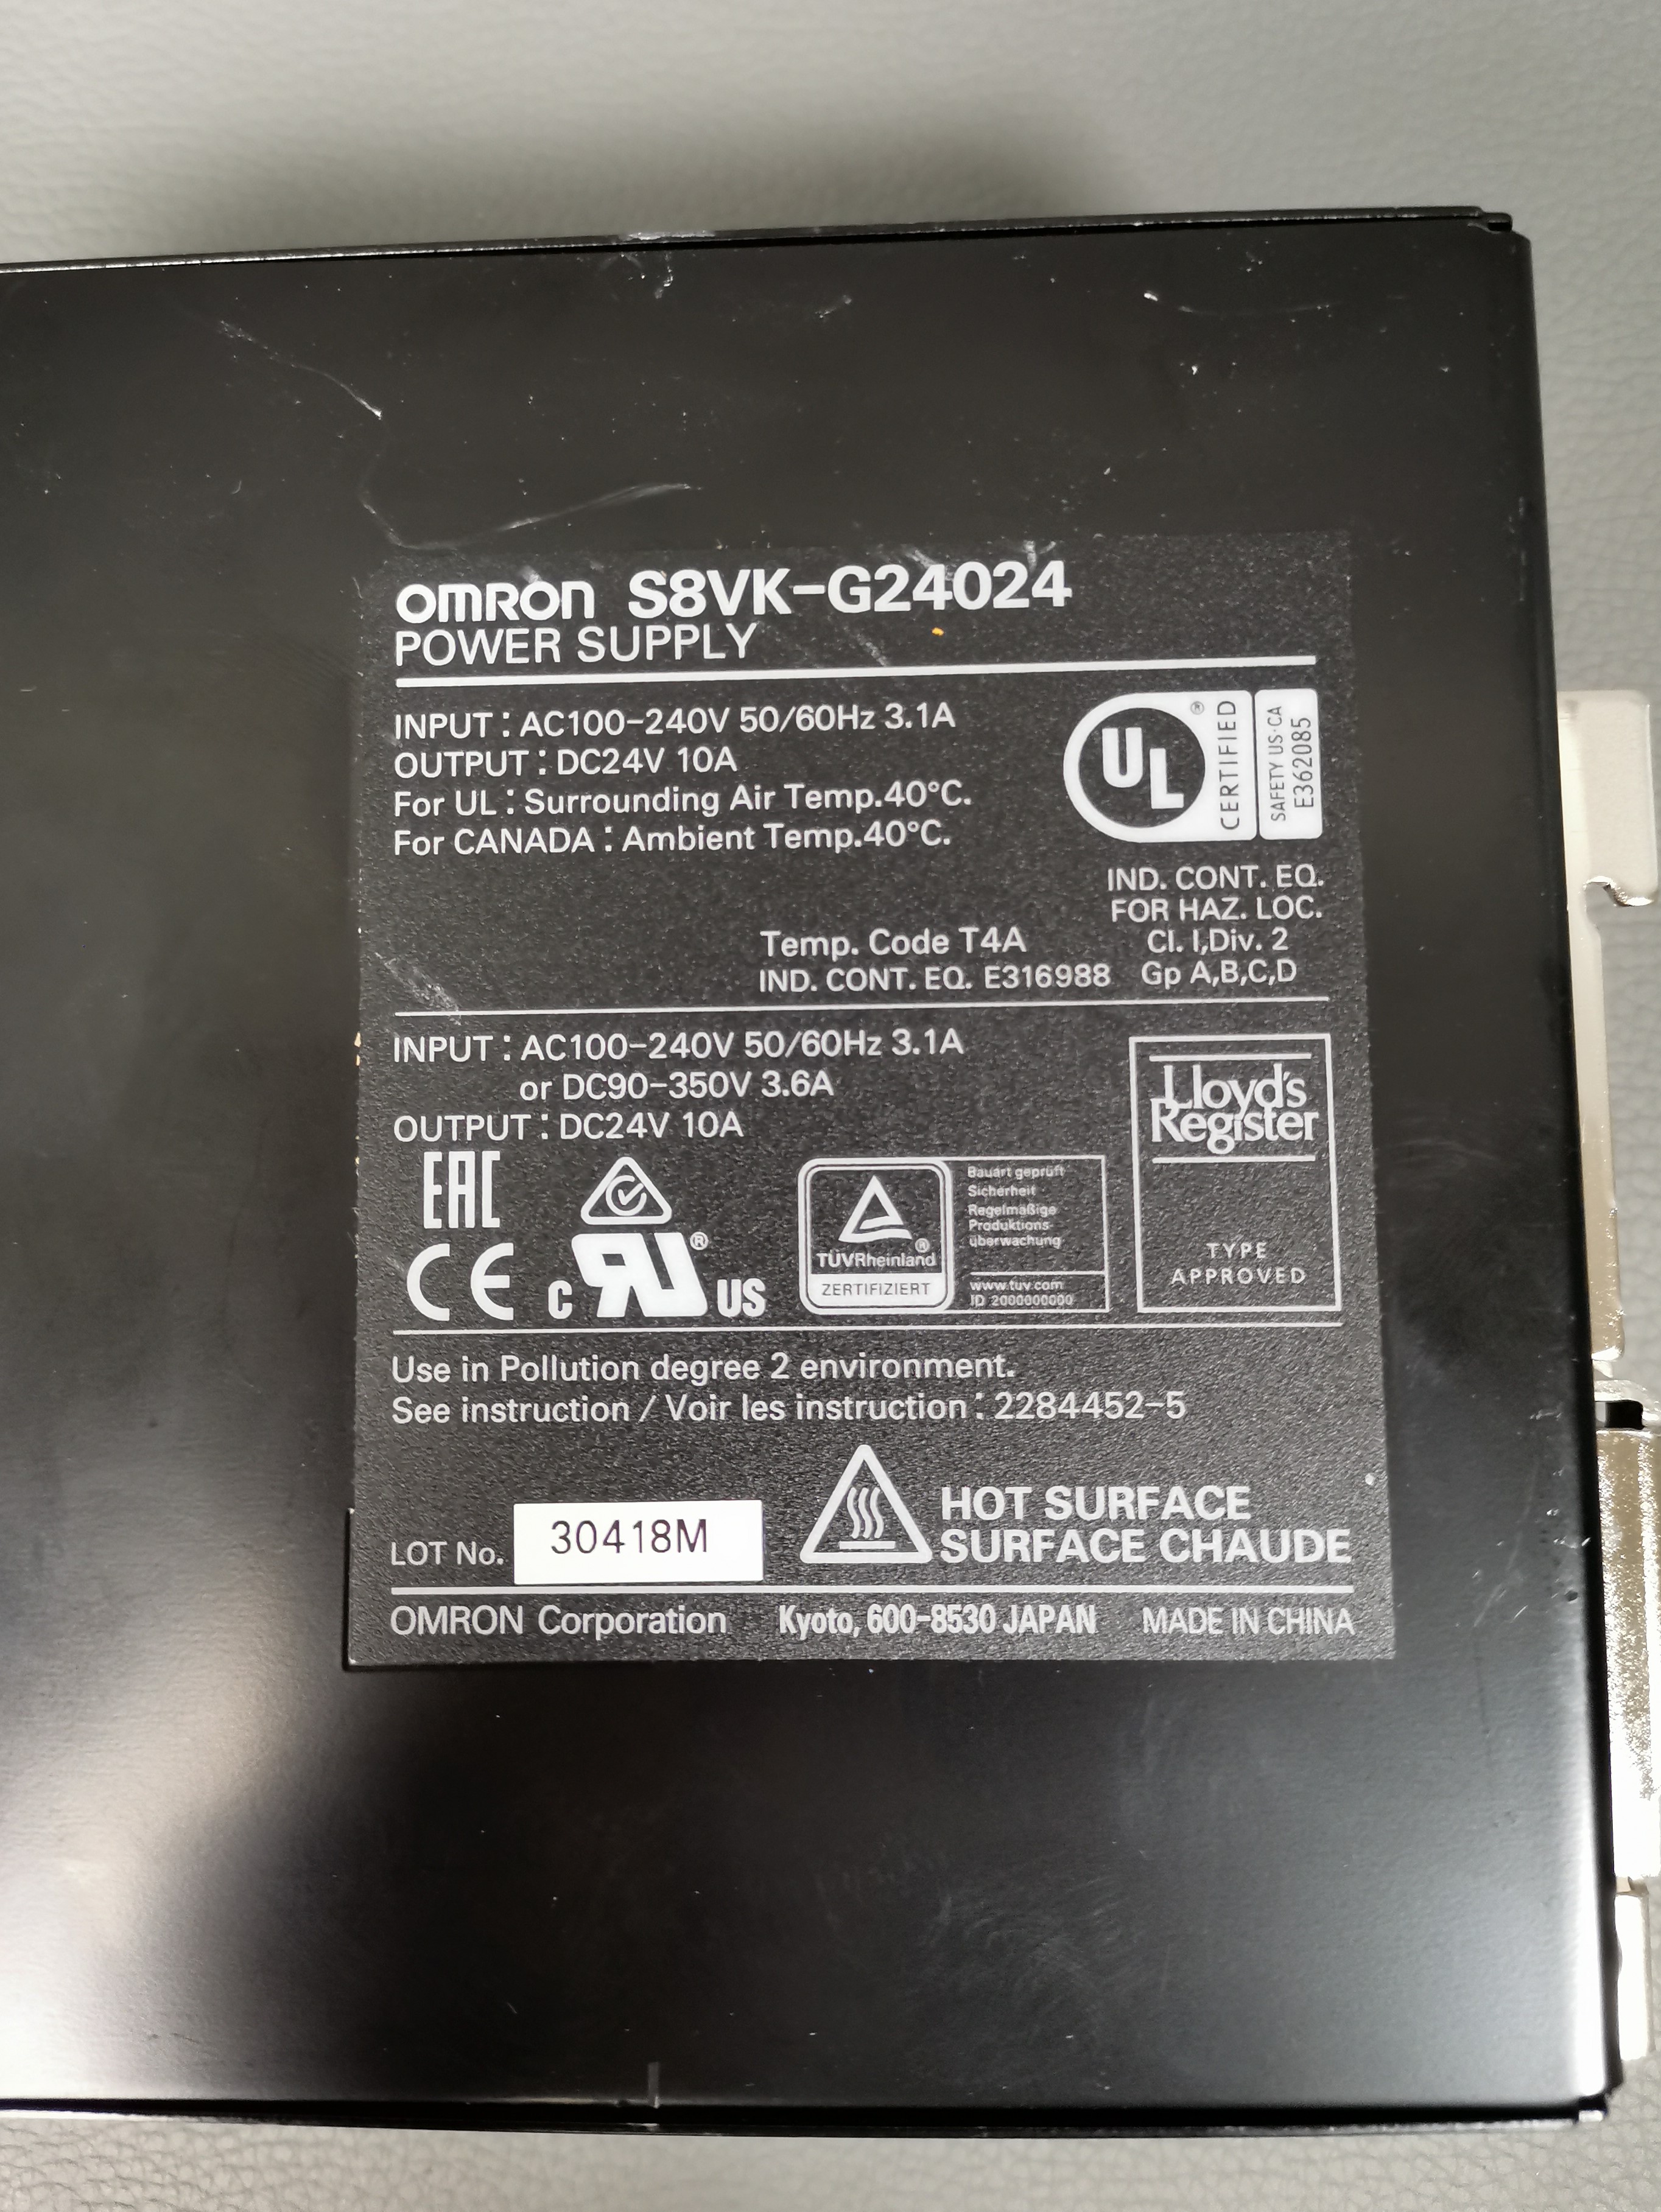 OMRON S8VK-G24024
POWER SUPPLY
INPUT : AC100-240V 50/60Hz 3.1A
OUTPUT : DC24V 10A
For UL : Surrounding Air Temp.40°C.
For CANADA : Ambient Temp.40°C.
UL ® CERTIFIED
SAFETY US·CA
E362085
IND. CONT. EQ.
FOR HAZ. LOC.
Cl. I,Div. 2
Gp A,B,C,D
Temp. Code T4A
IND. CONT. EQ. E316988
INPUT : AC100-240V 50/60Hz 3.1A
or DC90-350V 3.6A
OUTPUT : DC24V 10A
Lloyd's
Register
TYPE
APPROVED
EAC
CE
c RU ® US
TÜVRheinland ®
ZERTIFIZIERT
Bauart geprüft
Sicherheit
Regelmäßige
Produktions-
überwachung
www.tuv.com
ID 2000000000
Use in Pollution degree 2 environment.
See instruction / Voir les instruction : 2284452-5
HOT SURFACE
SURFACE CHAUDE
LOT No. 30418M
OMRON Corporation Kyoto, 600-8530 JAPAN MADE IN CHINA